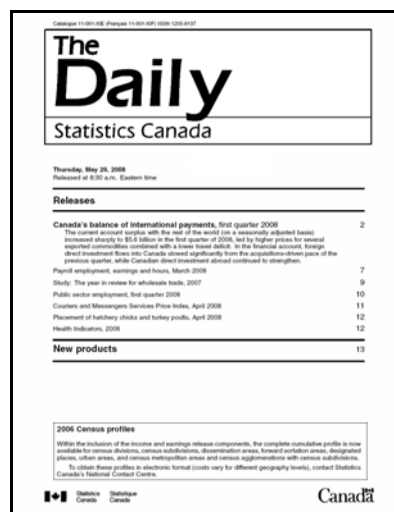 Catalogue 11-001-XIE (Français 11-001-XIF) ISSN 1205-9137
The
Daily
Statistics Canada
Thursday, May 29, 2008
Released at 8:30 a.m. Eastern time
Releases
Canada's balance of international payments, first quarter 2008 2
The current account surplus with the rest of the world (on a seasonally adjusted basis)
increased sharply to $5.6 billion in the first quarter of 2008, led by higher prices for several
exported commodities combined with a lower travel deficit. In the financial account, foreign
direct investment flows into Canada slowed significantly from the acquisitions-driven pace of the
previous quarter, while Canadian direct investment abroad continued to strengthen.
Payroll employment, earnings and hours, March 2008 7
Study: The year in review for wholesale trade, 2007 9
Public sector employment, first quarter 2008 10
Couriers and Messengers Services Price Index, April 2008 11
Placement of hatchery chicks and turkey poults, April 2008 12
Health Indicators, 2008 12
New products 13
2006 Census profiles
Within the inclusion of the income and earnings release components, the complete cumulative profile is now
available for census divisions, census subdivisions, dissemination areas, forward sortation areas, designated
places, urban areas, and census metropolitan areas and census agglomerations with census subdivisions.
To obtain these profiles in electronic format (costs vary for different geography levels), contact Statistics
Canada's National Contact Centre.
Statistics Statistique
Canada Canada
Canada